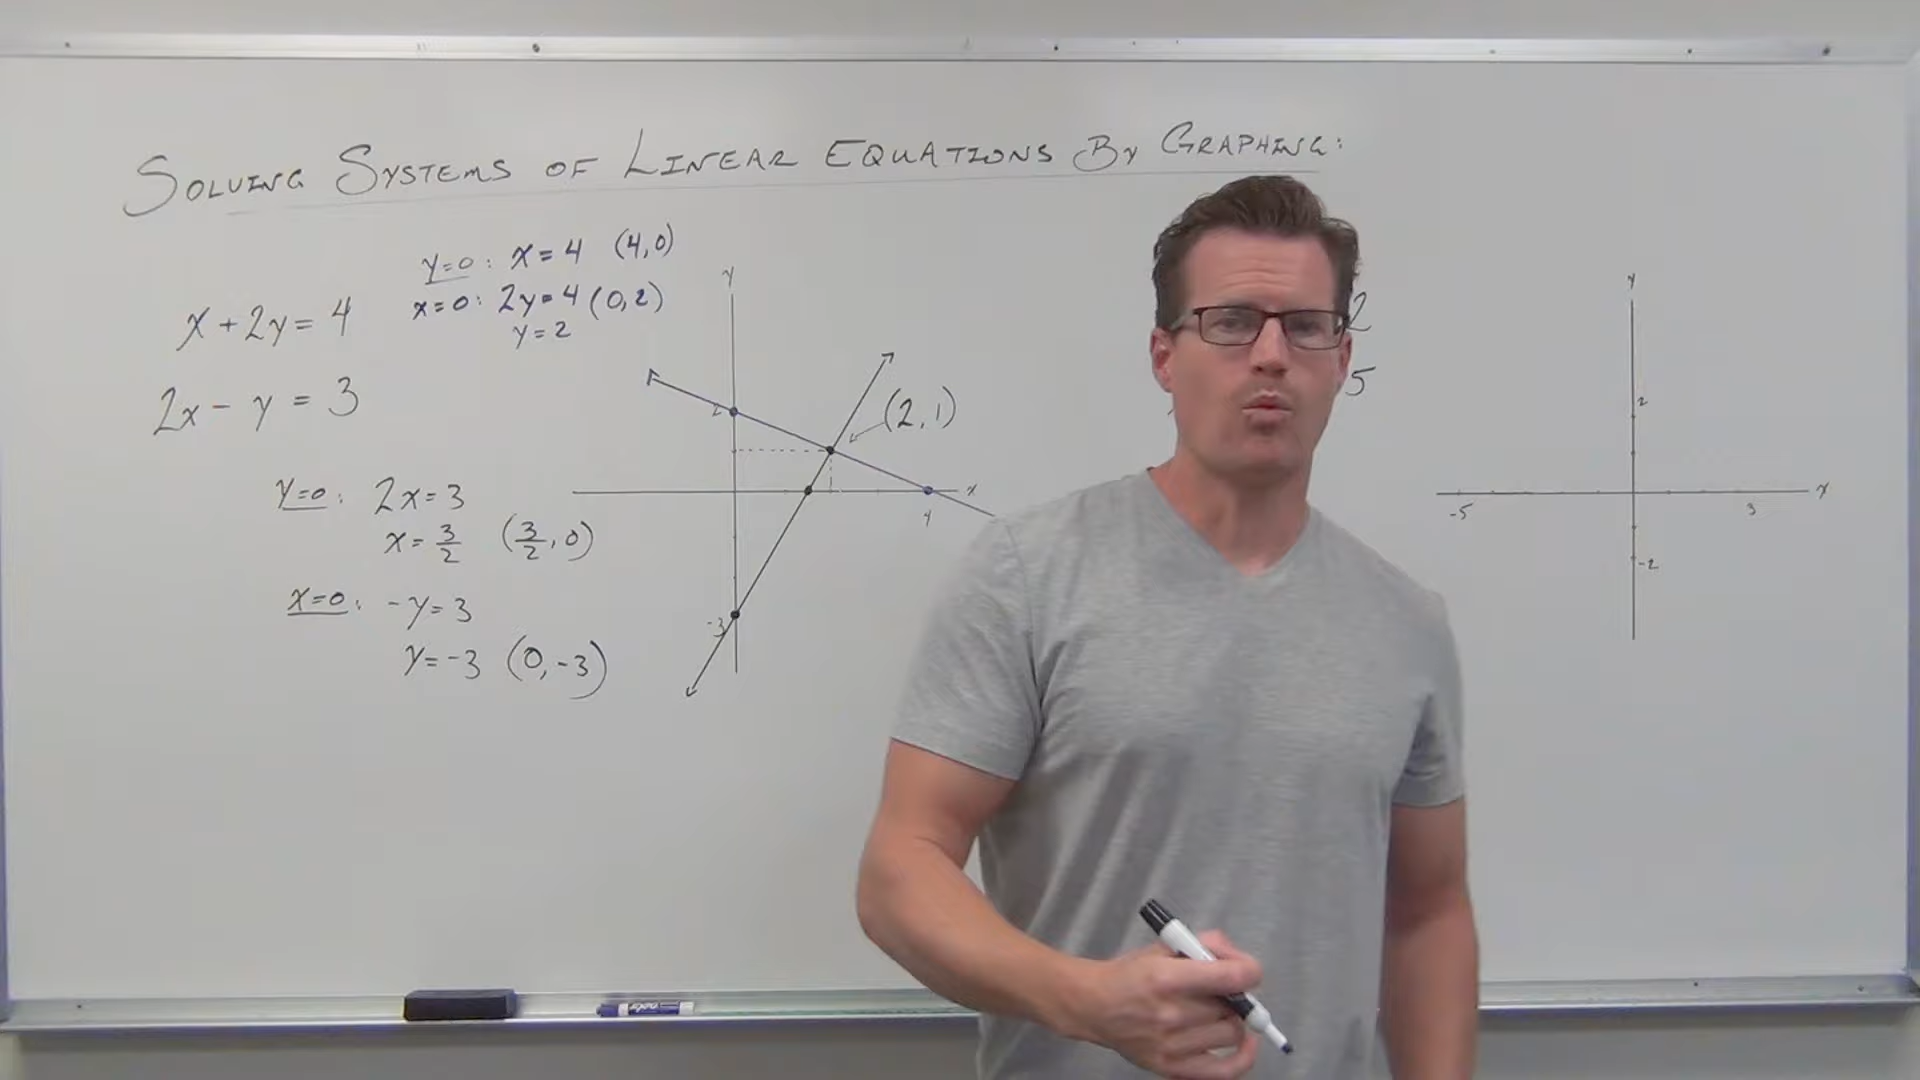 SOLVING SYSTEMS OF LINEAR EQUATIONS BY GRAPHING:
x + 2y = 4
2x - y = 3
y=0: x = 4 (4,0)
x=0: 2y = 4 (0,2)
y = 2
y=0: 2x = 3
x = 3/2 (3/2, 0)
x=0: -y = 3
y = -3 (0, -3)
y
2
(2,1)
x
4
-3
2
5
y
2
x
-5
3
-2